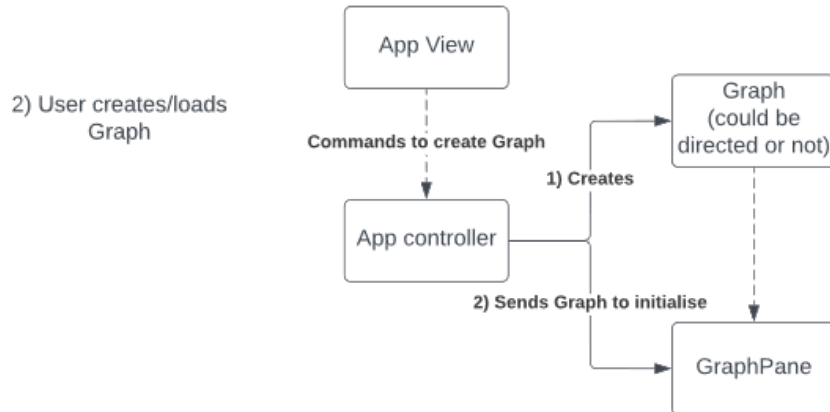 App View
2) User creates/loads
Graph
Commands to create Graph
Graph
(could be
directed or not)
1) Creates
App controller
2) Sends Graph to initialise
GraphPane